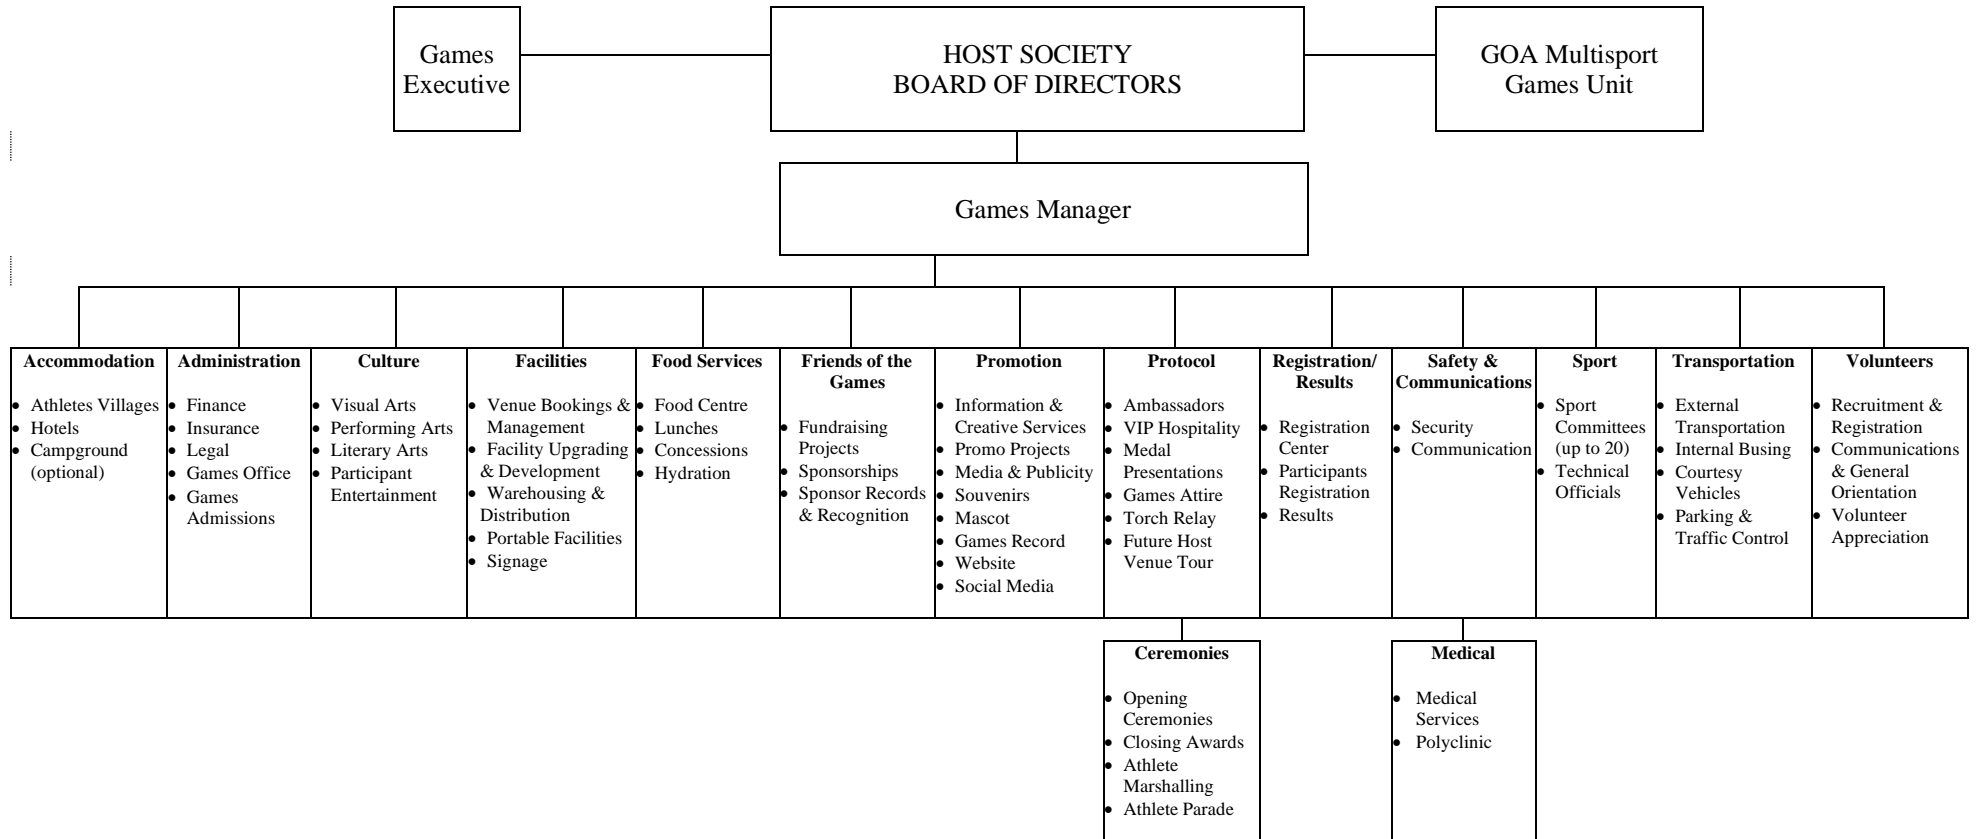 Games
Executive
HOST SOCIETY
BOARD OF DIRECTORS
GOA Multisport
Games Unit
Games Manager
Accommodation
• Athletes Villages
• Hotels
• Campground
(optional)
Administration
• Finance
• Insurance
• Legal
• Games Office
• Games
Admissions
Culture
• Visual Arts
• Performing Arts
• Literary Arts
• Participant
Entertainment
Facilities
• Venue Bookings &
Management
• Facility Upgrading
& Development
• Warehousing &
Distribution
• Portable Facilities
• Signage
Food Services
• Food Centre
• Lunches
• Concessions
• Hydration
Friends of the
Games
• Fundraising
Projects
• Sponsorships
• Sponsor Records
& Recognition
Promotion
• Information &
Creative Services
• Promo Projects
• Media & Publicity
• Souvenirs
• Mascot
• Games Record
• Website
• Social Media
Protocol
• Ambassadors
• VIP Hospitality
• Medal
Presentations
• Games Attire
• Torch Relay
• Future Host
Venue Tour
Registration/
Results
• Registration
Center
• Participants
Registration
• Results
Safety &
Communications
• Security
• Communication
Sport
• Sport
Committees
(up to 20)
• Technical
Officials
Transportation
• External
Transportation
• Internal Busing
• Courtesy
Vehicles
• Parking &
Traffic Control
Volunteers
• Recruitment &
Registration
• Communications
& General
Orientation
• Volunteer
Appreciation
Ceremonies
• Opening
Ceremonies
• Closing Awards
• Athlete
Marshalling
• Athlete Parade
Medical
• Medical
Services
• Polyclinic